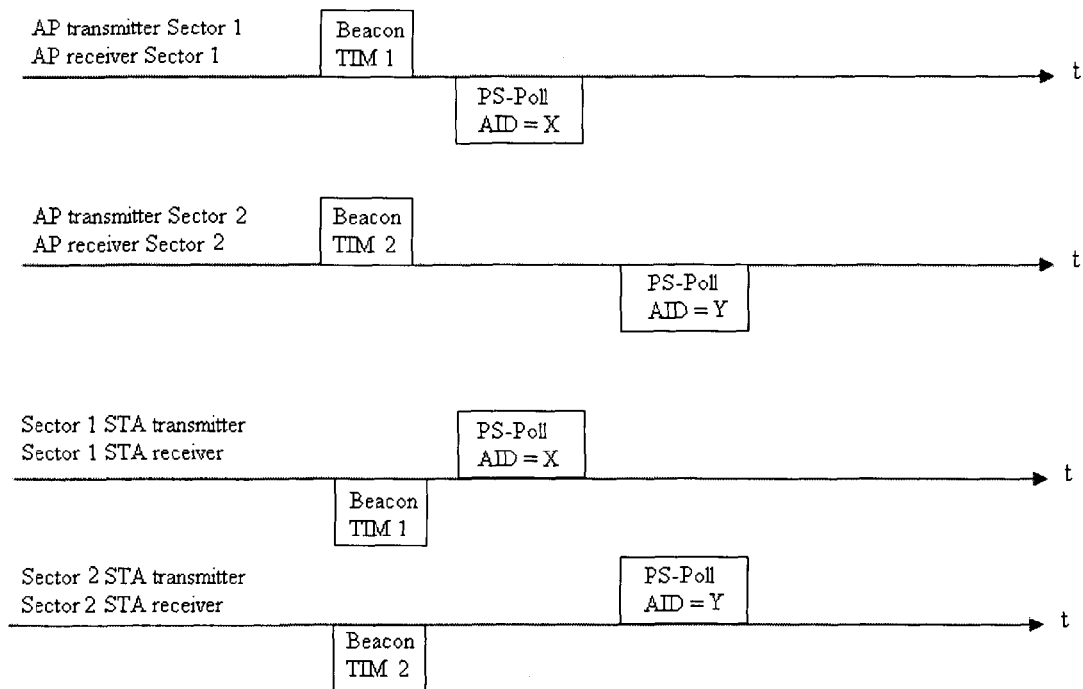 AP transmitter Sector 1
AP receiver Sector 1
Beacon
TIM 1
t
PS-Poll
AID = X
AP transmitter Sector 2
AP receiver Sector 2
Beacon
TIM 2
t
PS-Poll
AID = Y
Sector 1 STA transmitter
Sector 1 STA receiver
PS-Poll
AID = X
t
Beacon
TIM 1
Sector 2 STA transmitter
Sector 2 STA receiver
PS-Poll
AID = Y
t
Beacon
TIM 2